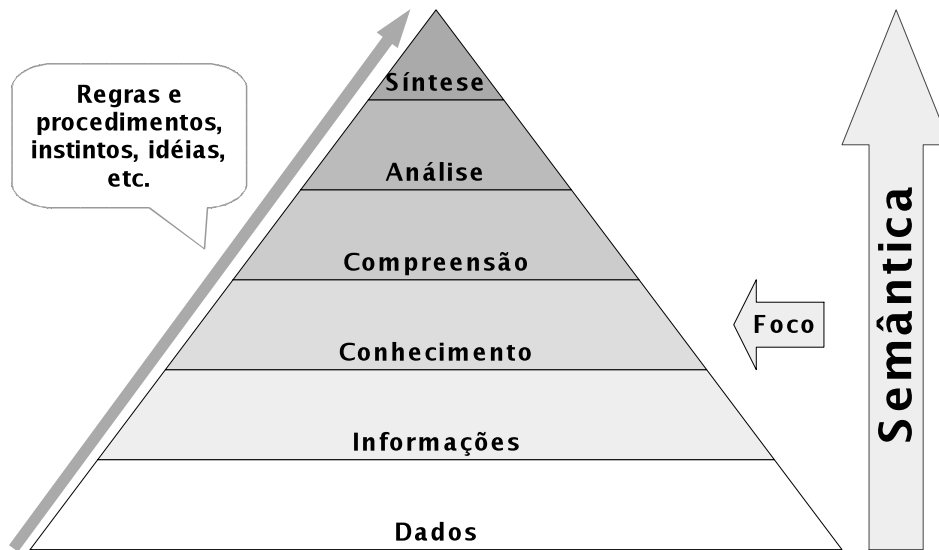 Regras e
procedimentos,
instintos, idéias,
etc.
Síntese
Análise
Compreensão
Conhecimento
Informações
Dados
Foco
Semântica